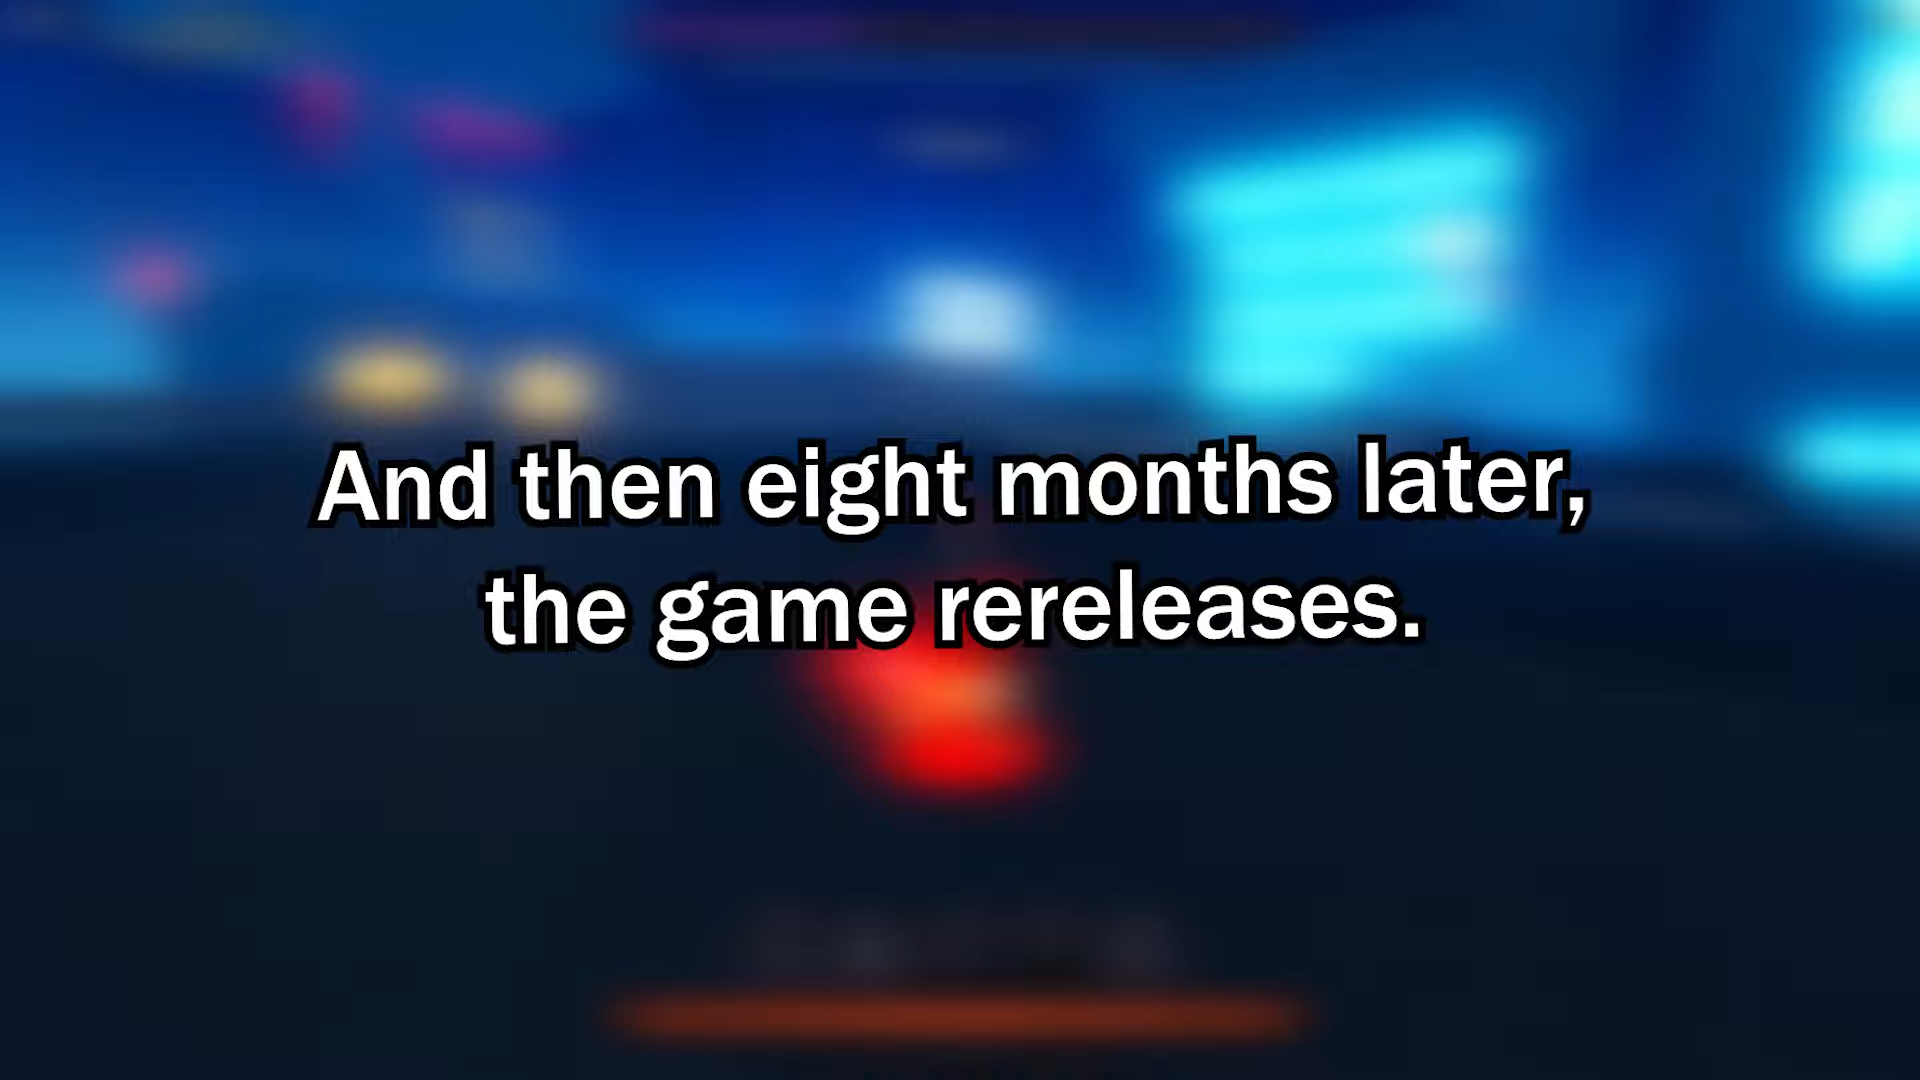 And then eight months later,
the game rereleases.